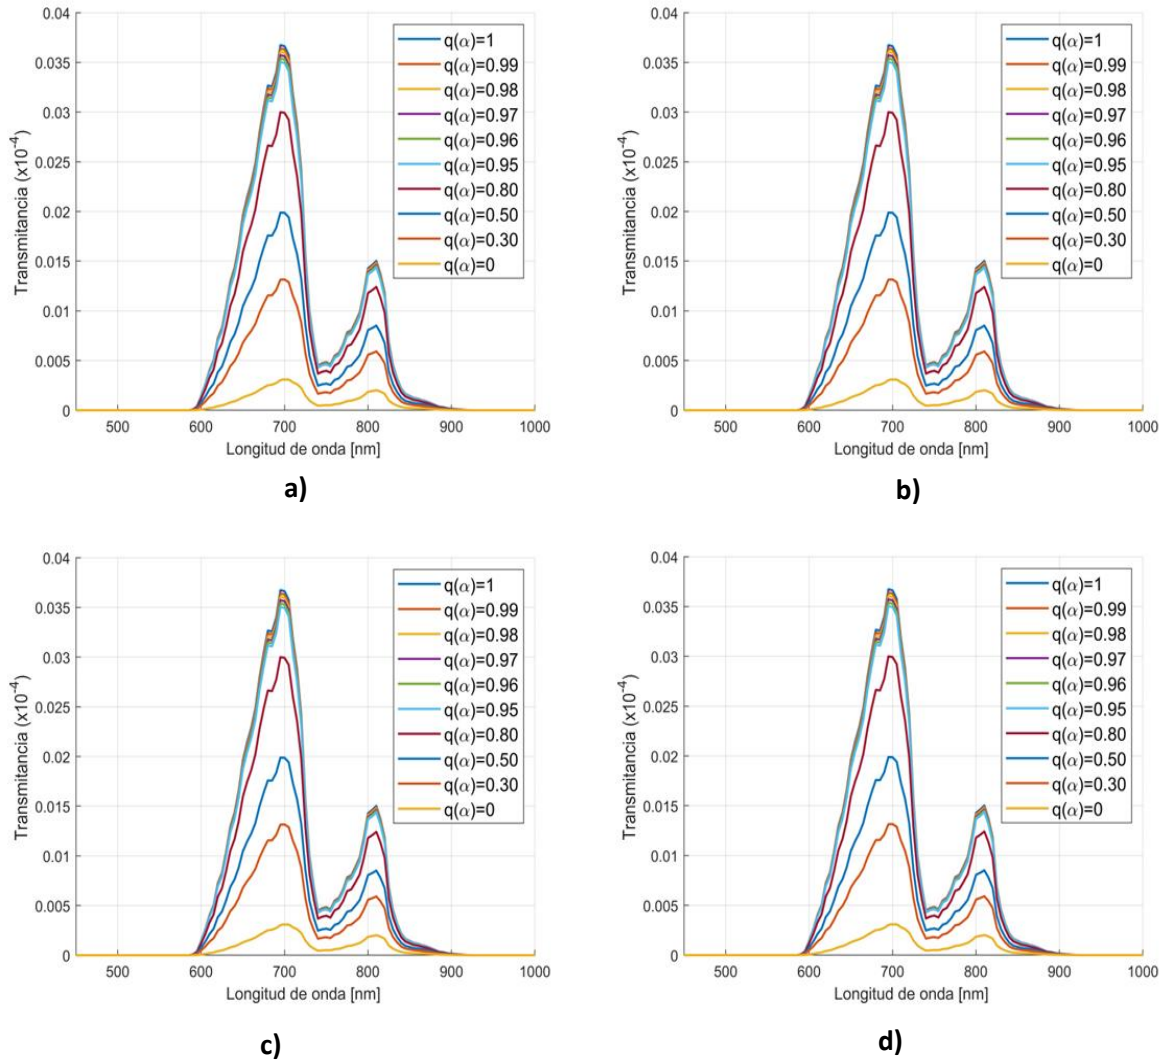 Transmitancia (x10-4)
0.04
0.035
0.03
0.025
0.02
0.015
0.01
0.005
0
500 600 700 800 900 1000
Longitud de onda [nm]
q(α)=1
q(α)=0.99
q(α)=0.98
q(α)=0.97
q(α)=0.96
q(α)=0.95
q(α)=0.80
q(α)=0.50
q(α)=0.30
q(α)=0
a)
Transmitancia (x10-4)
0.04
0.035
0.03
0.025
0.02
0.015
0.01
0.005
0
500 600 700 800 900 1000
Longitud de onda [nm]
q(α)=1
q(α)=0.99
q(α)=0.98
q(α)=0.97
q(α)=0.96
q(α)=0.95
q(α)=0.80
q(α)=0.50
q(α)=0.30
q(α)=0
b)
Transmitancia (x10-4)
0.04
0.035
0.03
0.025
0.02
0.015
0.01
0.005
0
500 600 700 800 900 1000
Longitud de onda [nm]
q(α)=1
q(α)=0.99
q(α)=0.98
q(α)=0.97
q(α)=0.96
q(α)=0.95
q(α)=0.80
q(α)=0.50
q(α)=0.30
q(α)=0
c)
Transmitancia (x10-4)
0.04
0.035
0.03
0.025
0.02
0.015
0.01
0.005
0
500 600 700 800 900 1000
Longitud de onda [nm]
q(α)=1
q(α)=0.99
q(α)=0.98
q(α)=0.97
q(α)=0.96
q(α)=0.95
q(α)=0.80
q(α)=0.50
q(α)=0.30
q(α)=0
d)